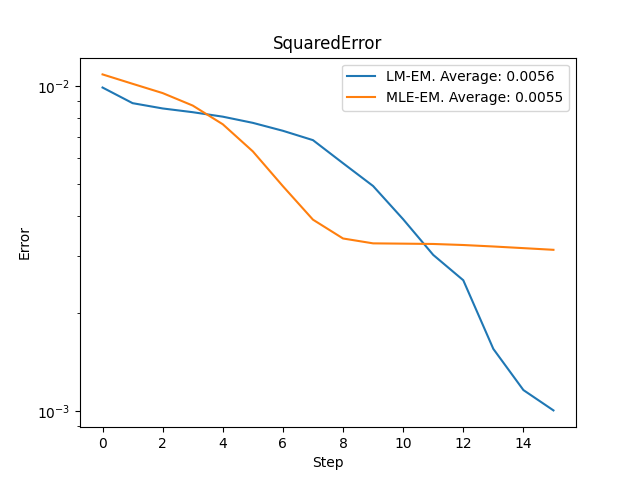 SquaredError
LM-EM. Average: 0.0056
MLE-EM. Average: 0.0055
10⁻²
10⁻³
Error
0 2 4 6 8 10 12 14
Step